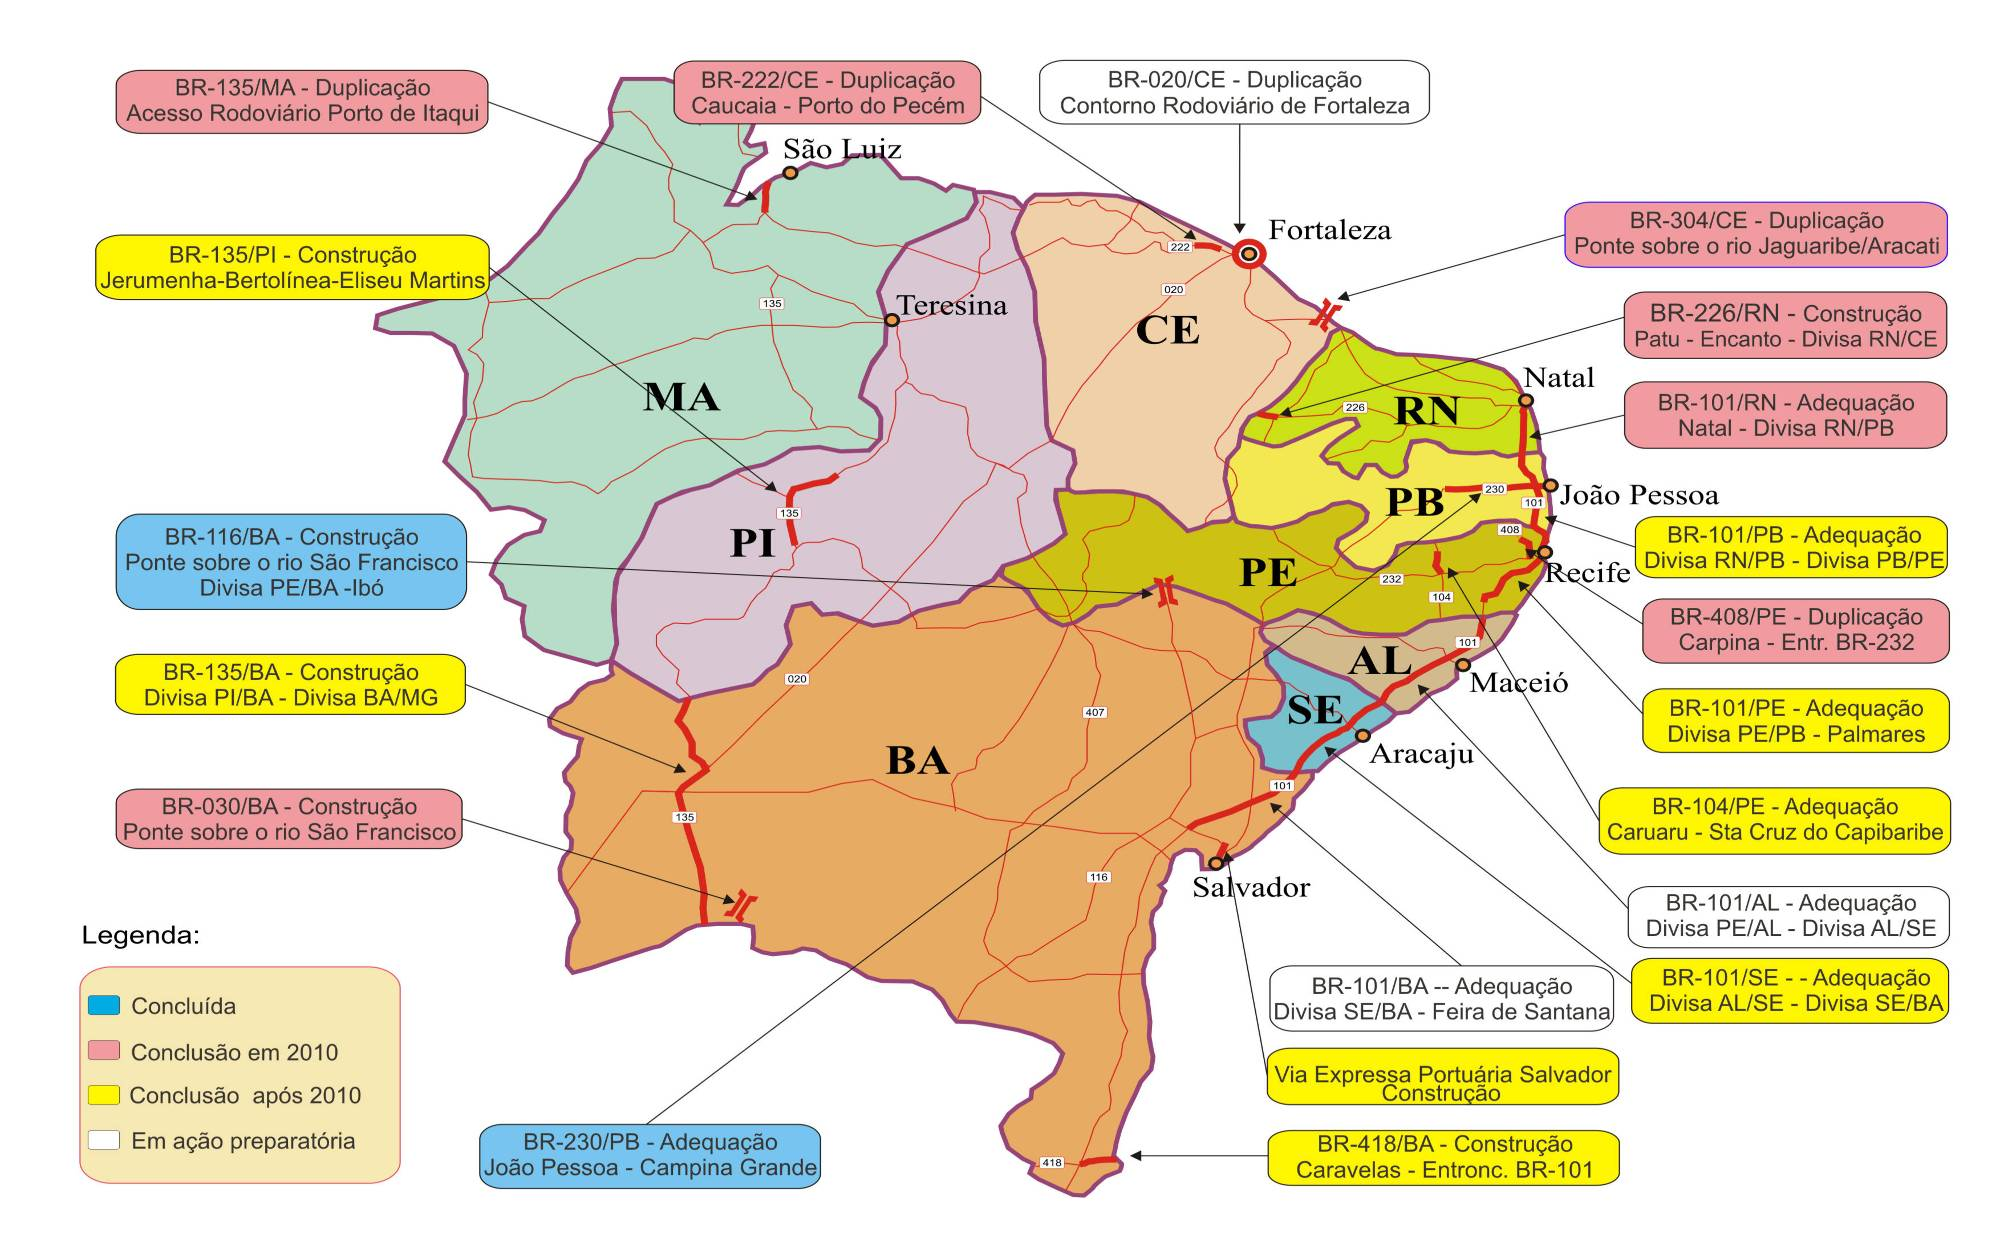 BR-135/MA - Duplicação
Acesso Rodoviário Porto de Itaqui
BR-222/CE - Duplicação
Caucaia - Porto do Pecém
BR-020/CE - Duplicação
Contorno Rodoviário de Fortaleza
BR-304/CE - Duplicação
Ponte sobre o rio Jaguaribe/Aracati
BR-135/PI - Construção
Jerumenha-Bertolínea-Eliseu Martins
BR-226/RN - Construção
Patu - Encanto - Divisa RN/CE
BR-101/RN - Adequação
Natal - Divisa RN/PB
BR-116/BA - Construção
Ponte sobre o rio São Francisco
Divisa PE/BA -Ibó
BR-101/PB - Adequação
Divisa RN/PB - Divisa PB/PE
BR-408/PE - Duplicação
Carpina - Entr. BR-232
BR-135/BA - Construção
Divisa PI/BA - Divisa BA/MG
BR-101/PE - Adequação
Divisa PE/PB - Palmares
BR-030/BA - Construção
Ponte sobre o rio São Francisco
BR-104/PE - Adequação
Caruaru - Sta Cruz do Capibaribe
BR-101/AL - Adequação
Divisa PE/AL - Divisa AL/SE
BR-101/SE - - Adequação
Divisa AL/SE - Divisa SE/BA
BR-101/BA -- Adequação
Divisa SE/BA - Feira de Santana
Via Expressa Portuária Salvador
Construção
BR-418/BA - Construção
Caravelas - Entronc. BR-101
BR-230/PB - Adequação
João Pessoa - Campina Grande
São Luiz
Fortaleza
Teresina
Natal
João Pessoa
Recife
Maceió
Aracaju
Salvador
MA
CE
RN
PB
PI
PE
AL
SE
BA
222
020
135
226
230
101
408
135
232
104
101
020
407
101
135
116
418
Legenda:
Concluída
Conclusão em 2010
Conclusão  após 2010
Em ação preparatória